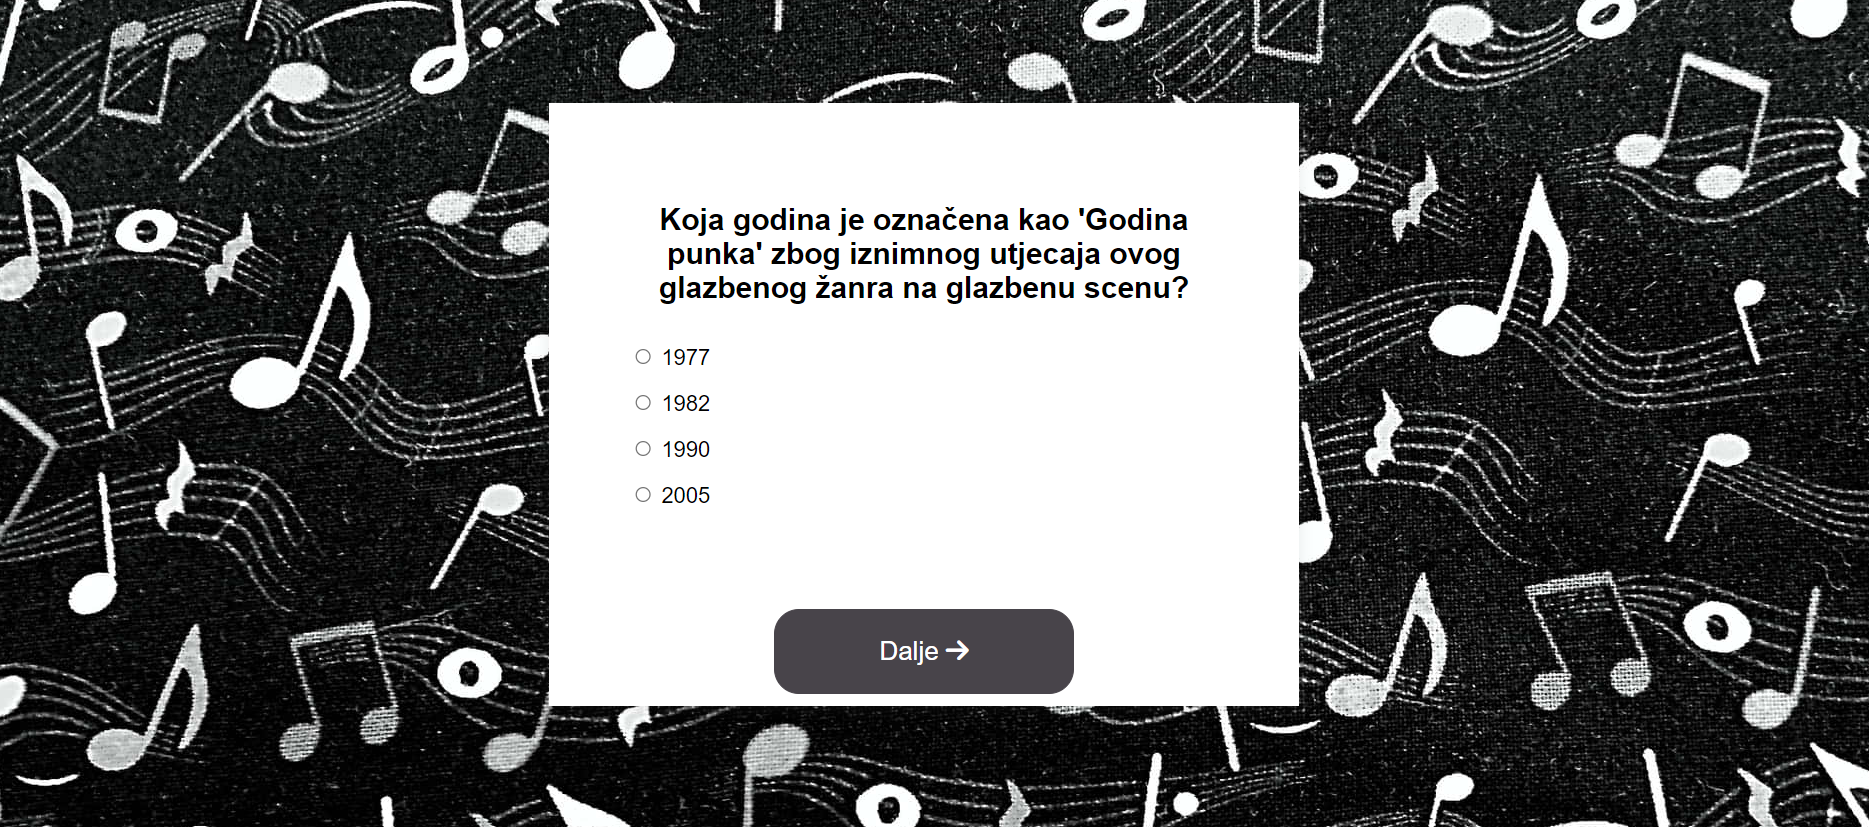 Koja godina je označena kao 'Godina
punka' zbog iznimnog utjecaja ovog
glazbenog žanra na glazbenu scenu?
1977
1982
1990
2005
Dalje →